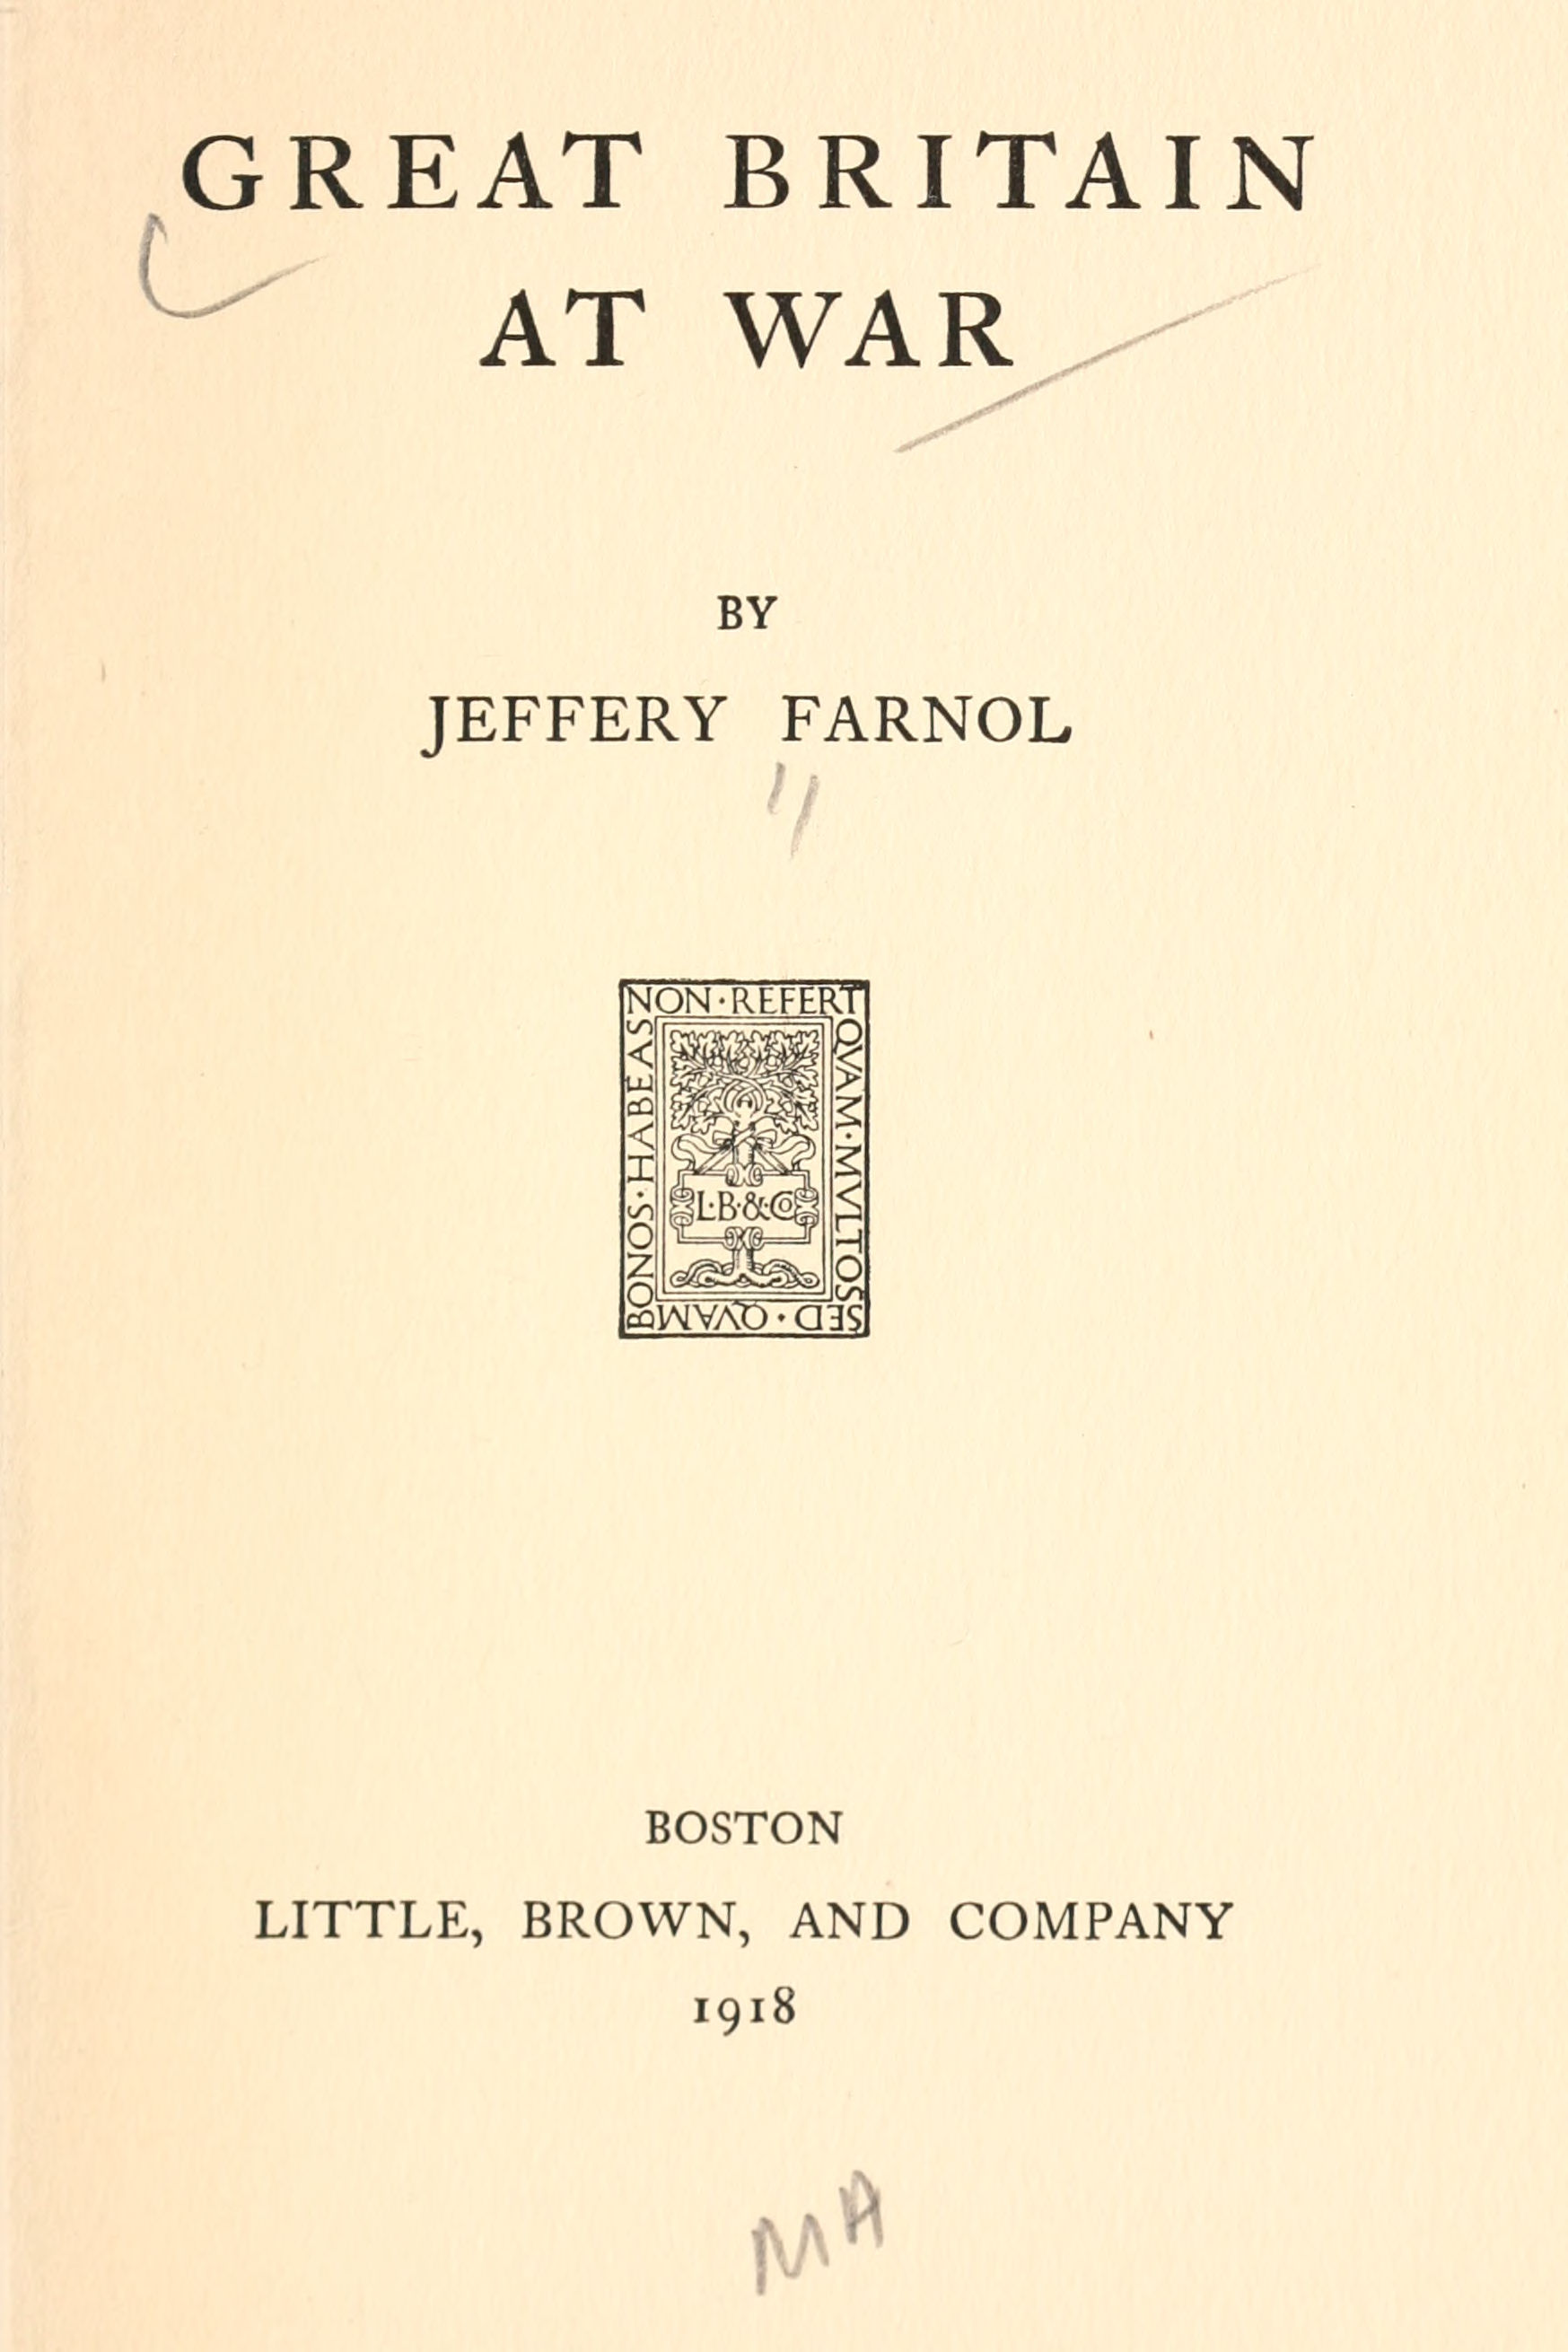 GREAT BRITAIN
AT WAR
BY
JEFFERY FARNOL
NON·REFERT
QVAM·MVLTOS
SED·QVAM
BONOS·HABEAS
L·B·&·Co
BOSTON
LITTLE, BROWN, AND COMPANY
1918
MA